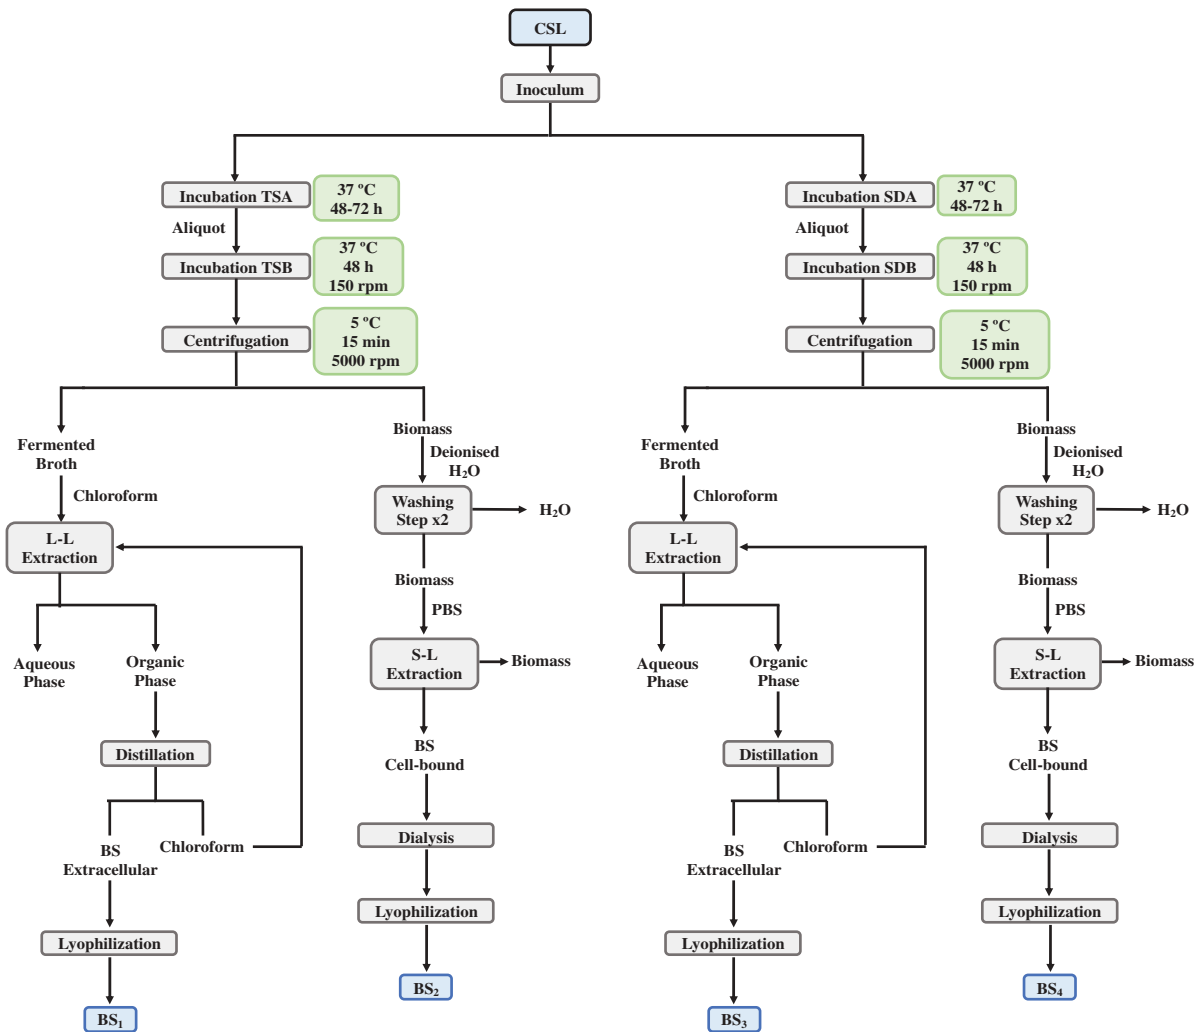 CSL
Inoculum
Incubation TSA
37 ºC
48-72 h
Aliquot
Incubation TSB
37 ºC
48 h
150 rpm
Centrifugation
5 ºC
15 min
5000 rpm
Fermented
Broth
Chloroform
L-L
Extraction
Aqueous
Phase
Organic
Phase
Distillation
BS
Extracellular
Chloroform
Lyophilization
BS₁
Biomass
Deionised
H₂O
Washing
Step x2
H₂O
Biomass
PBS
S-L
Extraction
Biomass
BS
Cell-bound
Dialysis
Lyophilization
BS₂
Incubation SDA
37 ºC
48-72 h
Aliquot
Incubation SDB
37 ºC
48 h
150 rpm
Centrifugation
5 ºC
15 min
5000 rpm
Fermented
Broth
Chloroform
L-L
Extraction
Aqueous
Phase
Organic
Phase
Distillation
BS
Extracellular
Chloroform
Lyophilization
BS₃
Biomass
Deionised
H₂O
Washing
Step x2
H₂O
Biomass
PBS
S-L
Extraction
Biomass
BS
Cell-bound
Dialysis
Lyophilization
BS₄